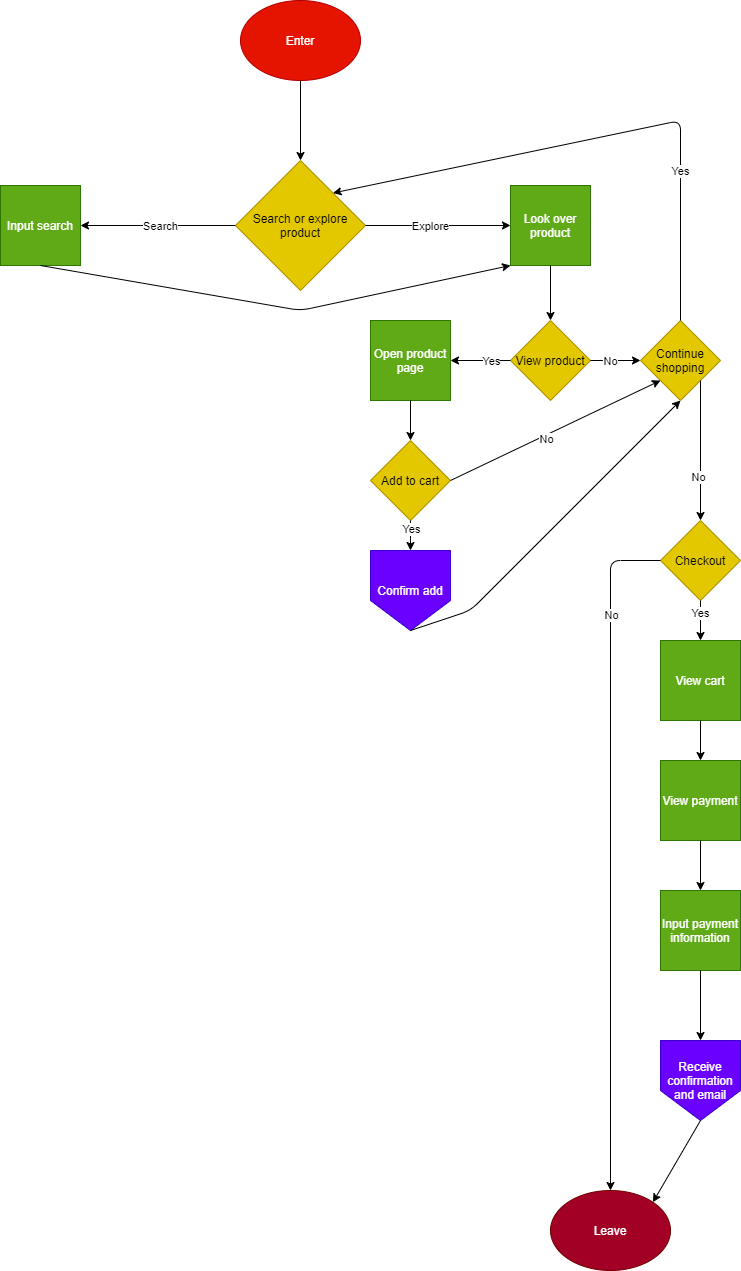 Enter
Yes
Input search
Search
Search or explore
product
Explore
Look over
product
Open product
page
Yes
View product
No
Continue
shopping
No
Add to cart
No
Yes
Checkout
Confirm add
No
Yes
View cart
View payment
Input payment
information
Receive
confirmation
and email
Leave